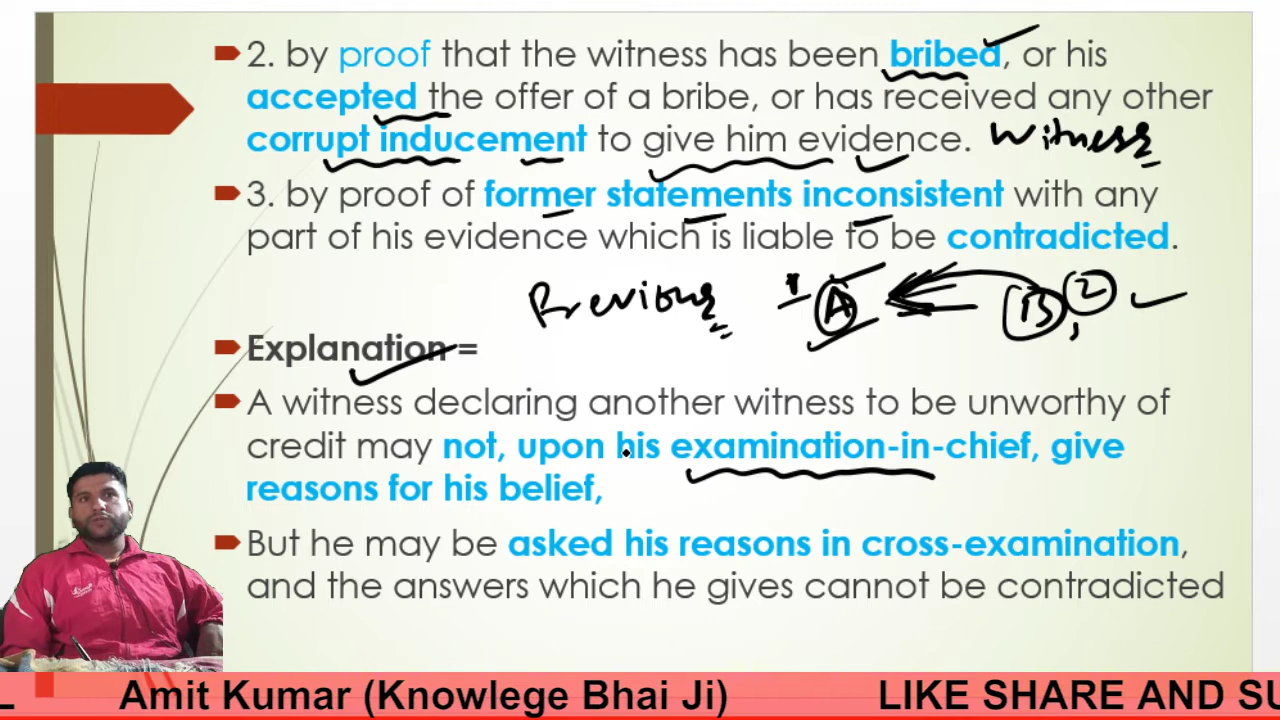 2. by proof that the witness has been bribed, or his
accepted the offer of a bribe, or has received any other
corrupt inducement to give him evidence. Witness
3. by proof of former statements inconsistent with any
part of his evidence which is liable to be contradicted.
Previous A B 2
Explanation =
A witness declaring another witness to be unworthy of
credit may not, upon his examination-in-chief, give
reasons for his belief,
But he may be asked his reasons in cross-examination,
and the answers which he gives cannot be contradicted
L Amit Kumar (Knowlege Bhai Ji) LIKE SHARE AND SU